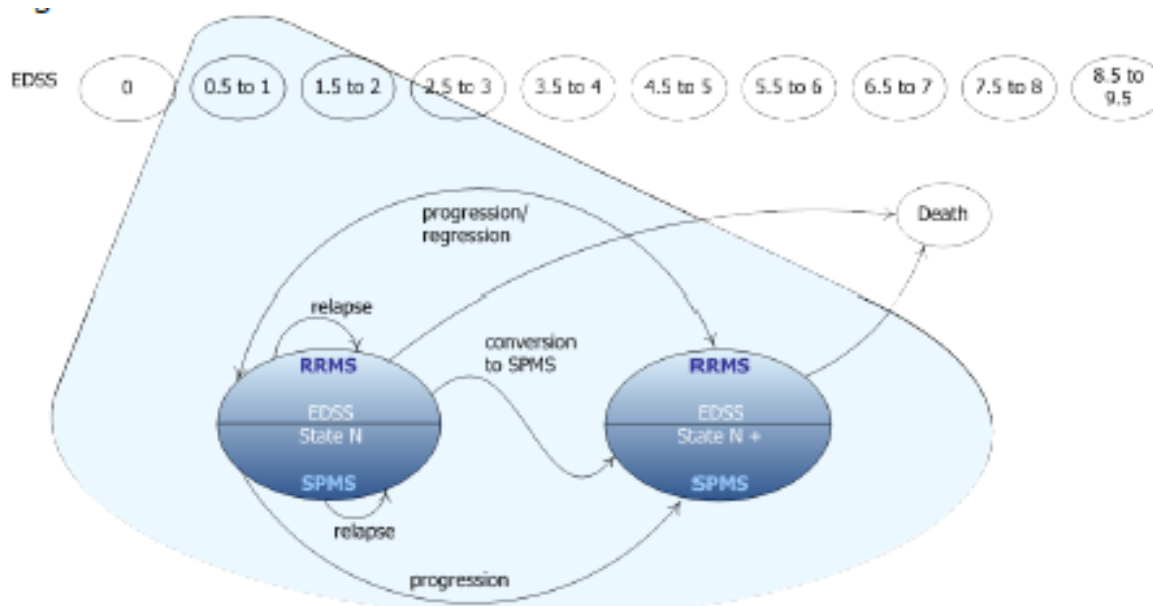 EDSS
0
0.5 to 1
1.5 to 2
2.5 to 3
3.5 to 4
4.5 to 5
5.5 to 6
6.5 to 7
7.5 to 8
8.5 to
9.5
progression/
regression
Death
relapse
conversion
to SPMS
RRMS
EDSS
State N
SPMS
RRMS
EDSS
State N +
SPMS
relapse
progression